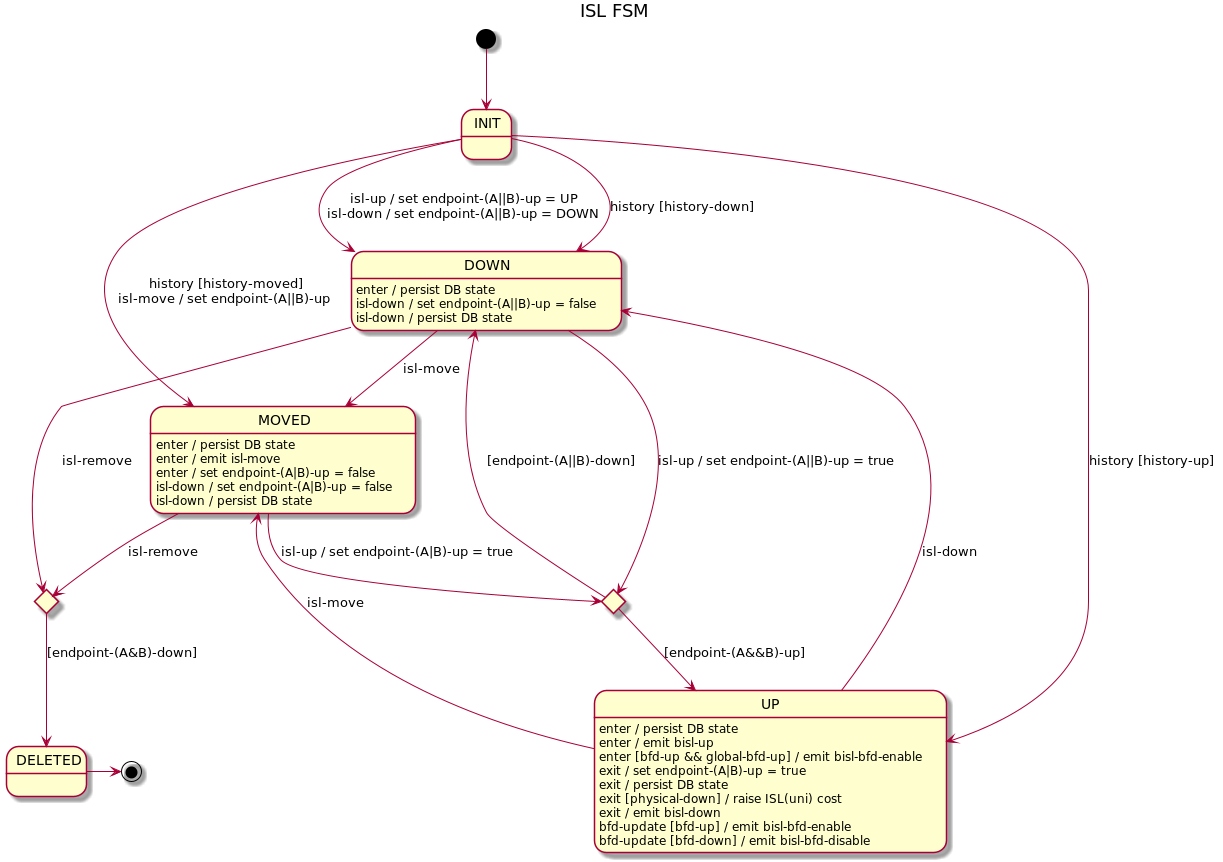 ISL FSM
INIT
isl-up / set endpoint-(A||B)-up = UP
isl-down / set endpoint-(A||B)-up = DOWN
history [history-down]
DOWN
enter / persist DB state
isl-down / set endpoint-(A||B)-up = false
isl-down / persist DB state
history [history-moved]
isl-move / set endpoint-(A||B)-up
isl-move
MOVED
enter / persist DB state
enter / emit isl-move
enter / set endpoint-(A|B)-up = false
isl-down / set endpoint-(A|B)-up = false
isl-down / persist DB state
isl-remove
[endpoint-(A||B)-down]
isl-up / set endpoint-(A||B)-up = true
history [history-up]
isl-remove
isl-up / set endpoint-(A|B)-up = true
isl-down
isl-move
[endpoint-(A&B)-down]
[endpoint-(A&&B)-up]
UP
enter / persist DB state
enter / emit bisl-up
enter [bfd-up && global-bfd-up] / emit bisl-bfd-enable
exit / set endpoint-(A|B)-up = true
exit / persist DB state
exit [physical-down] / raise ISL(uni) cost
exit / emit bisl-down
bfd-update [bfd-up] / emit bisl-bfd-enable
bfd-update [bfd-down] / emit bisl-bfd-disable
DELETED